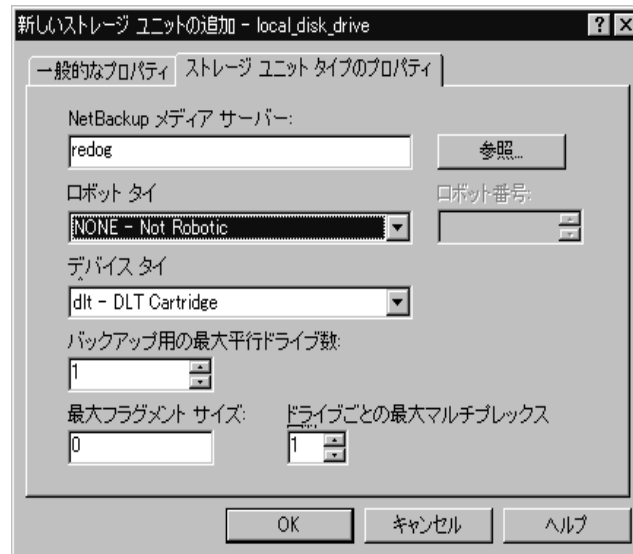 新しいストレージ ユニットの追加 - local_disk_drive
一般的なプロパティ ストレージ ユニット タイプのプロパティ
NetBackup メディア サーバー:
redog
参照...
ロボット タイ
ロボット番号:
NONE - Not Robotic
デバイス タイ
dlt - DLT Cartridge
バックアップ用の最大平行ドライブ数:
1
最大フラグメント サイズ:
ドライブごとの最大マルチプレックス
0
1
OK キャンセル ヘルプ